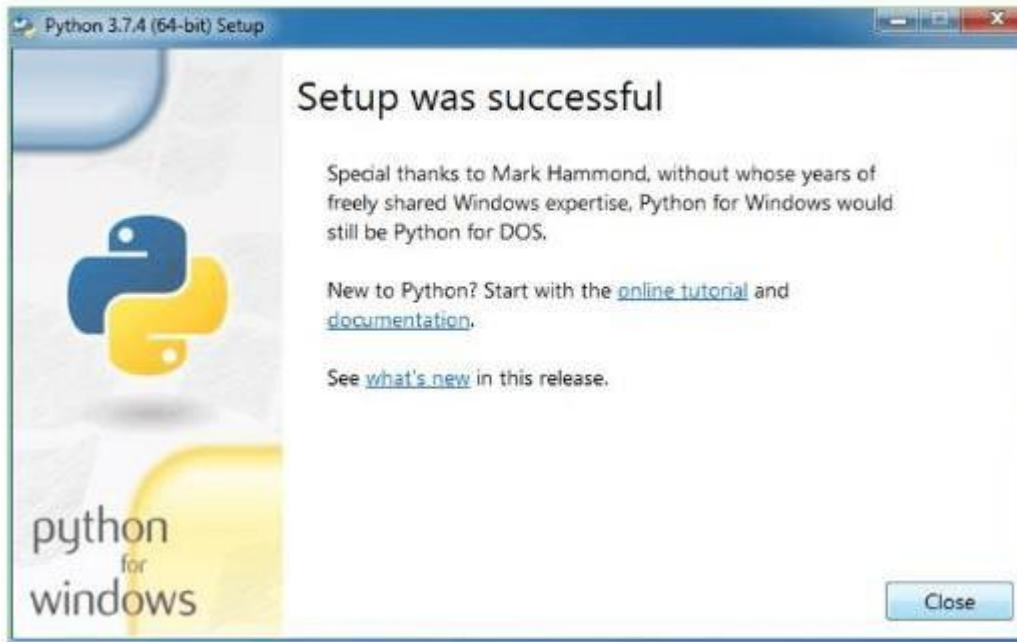 Python 3.7.4 (64-bit) Setup
Setup was successful
Special thanks to Mark Hammond, without whose years of
freely shared Windows expertise, Python for Windows would
still be Python for DOS.
New to Python? Start with the online tutorial and
documentation.
See what's new in this release.
python
for
windows
Close